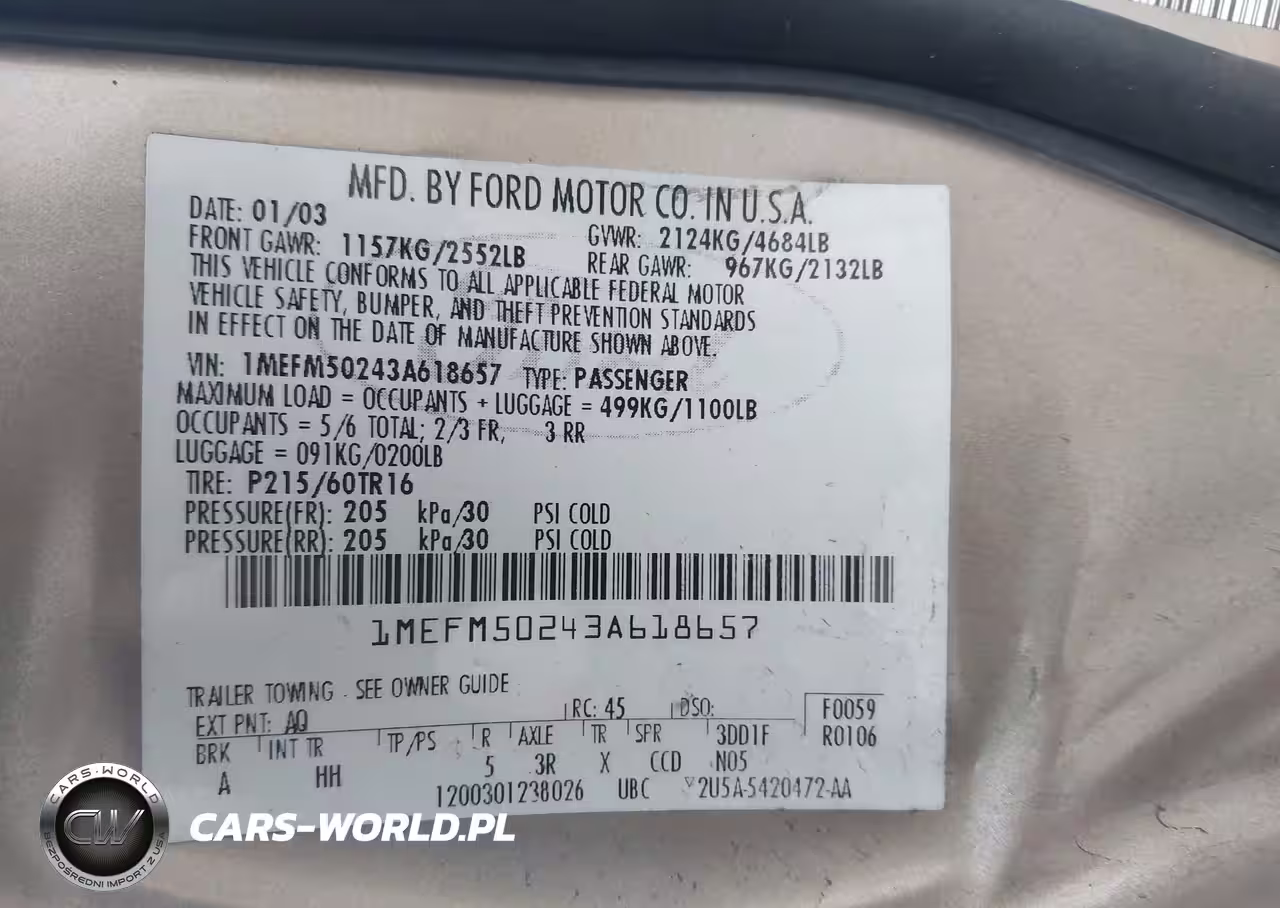 MFD. BY FORD MOTOR CO. IN U.S.A.
DATE: 01/03
GVWR: 2124KG/4684LB
FRONT GAWR: 1157KG/2552LB
REAR GAWR: 967KG/2132LB
THIS VEHICLE CONFORMS TO ALL APPLICABLE FEDERAL MOTOR
VEHICLE SAFETY, BUMPER, AND THEFT PREVENTION STANDARDS
IN EFFECT ON THE DATE OF MANUFACTURE SHOWN ABOVE.
VIN: 1MEFM50243A618657 TYPE: PASSENGER
MAXIMUM LOAD = OCCUPANTS + LUGGAGE = 499KG/1100LB
OCCUPANTS = 5/6 TOTAL; 2/3 FR, 3 RR
LUGGAGE = 091KG/0200LB
TIRE: P215/60TR16
PRESSURE(FR): 205 kPa/30 PSI COLD
PRESSURE(RR): 205 kPa/30 PSI COLD
1MEFM50243A618657
TRAILER TOWING - SEE OWNER GUIDE
EXT PNT: AQ RC: 45 DSO: F0059
BRK INT TR TP/PS R AXLE TR SPR 3DD1F R0106
A HH 5 3R X CCD N05
1200301238026 UBC 2U5A-5420472-AA
CARS-WORLD
CW
BEZPOŚREDNI IMPORT Z USA
CARS-WORLD.PL